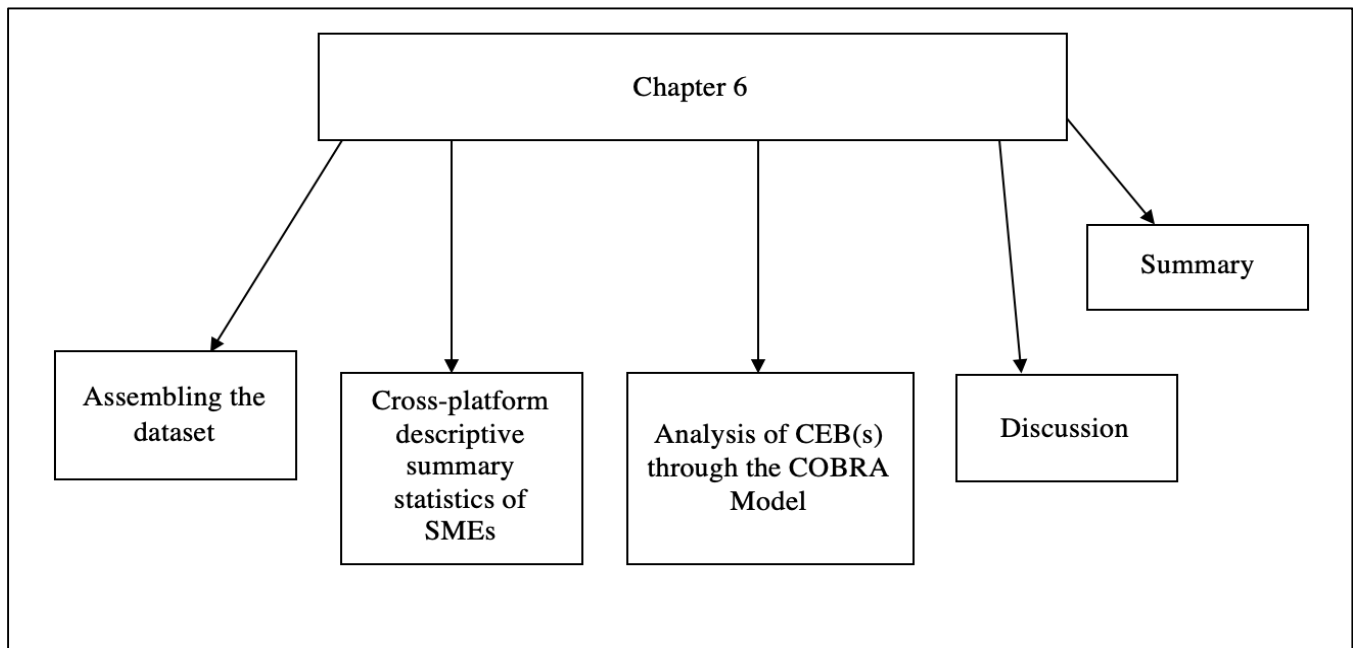 Chapter 6
Summary
Assembling the
dataset
Cross-platform
descriptive
summary
statistics of
SMEs
Analysis of CEB(s)
through the COBRA
Model
Discussion